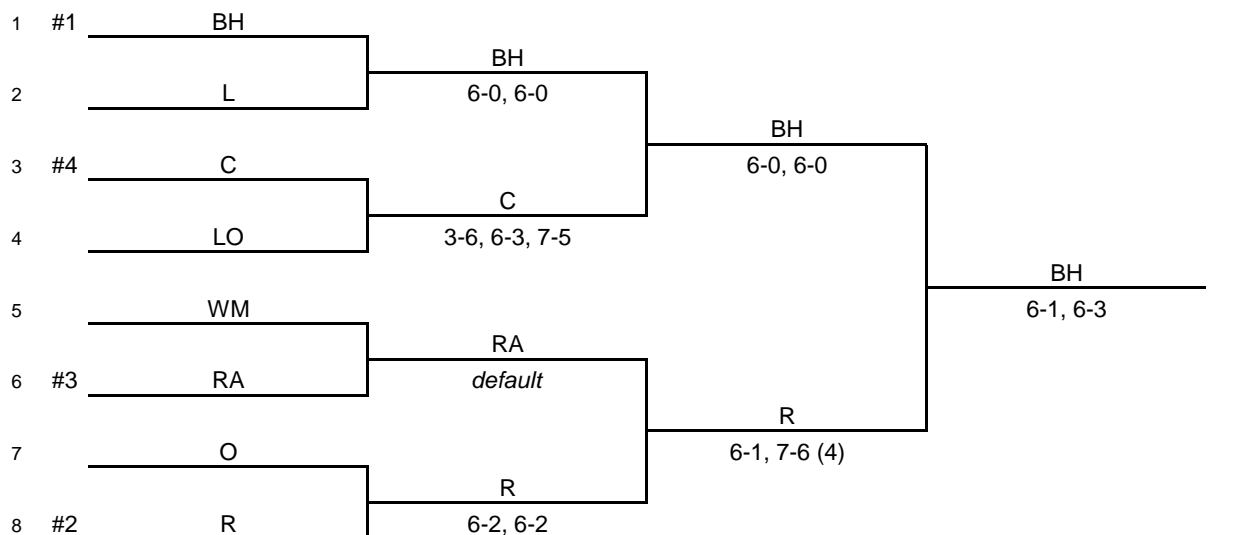 1 #1 BH
BH
2 L 6-0, 6-0
BH
3 #4 C 6-0, 6-0
C
4 LO 3-6, 6-3, 7-5
BH
5 WM 6-1, 6-3
RA
6 #3 RA default
R
7 O 6-1, 7-6 (4)
R
8 #2 R 6-2, 6-2